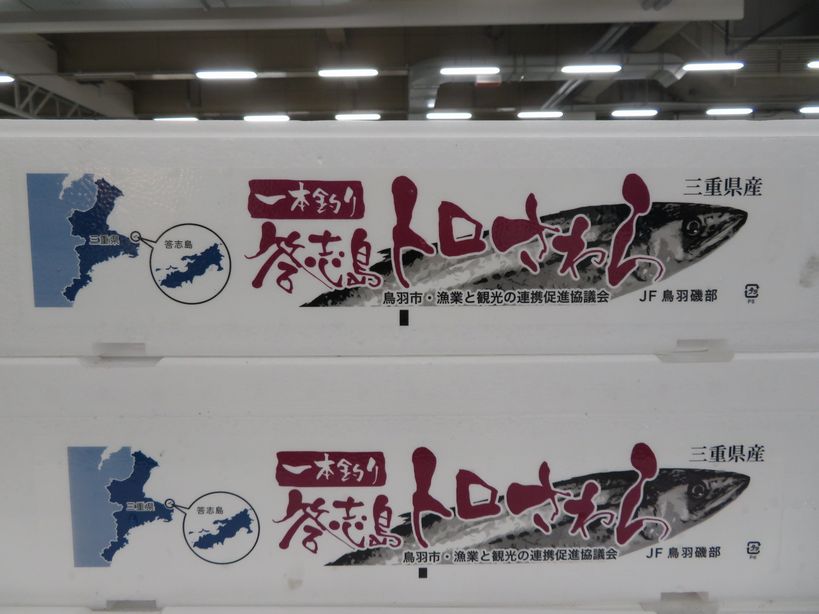 一本釣り
三重県産
答志島 トロさわら
三重県
答志島
鳥羽市・漁業と観光の連携促進協議会
JF 鳥羽磯部
PS
一本釣り
三重県産
答志島 トロさわら
三重県
答志島
鳥羽市・漁業と観光の連携促進協議会
JF 鳥羽磯部
PS